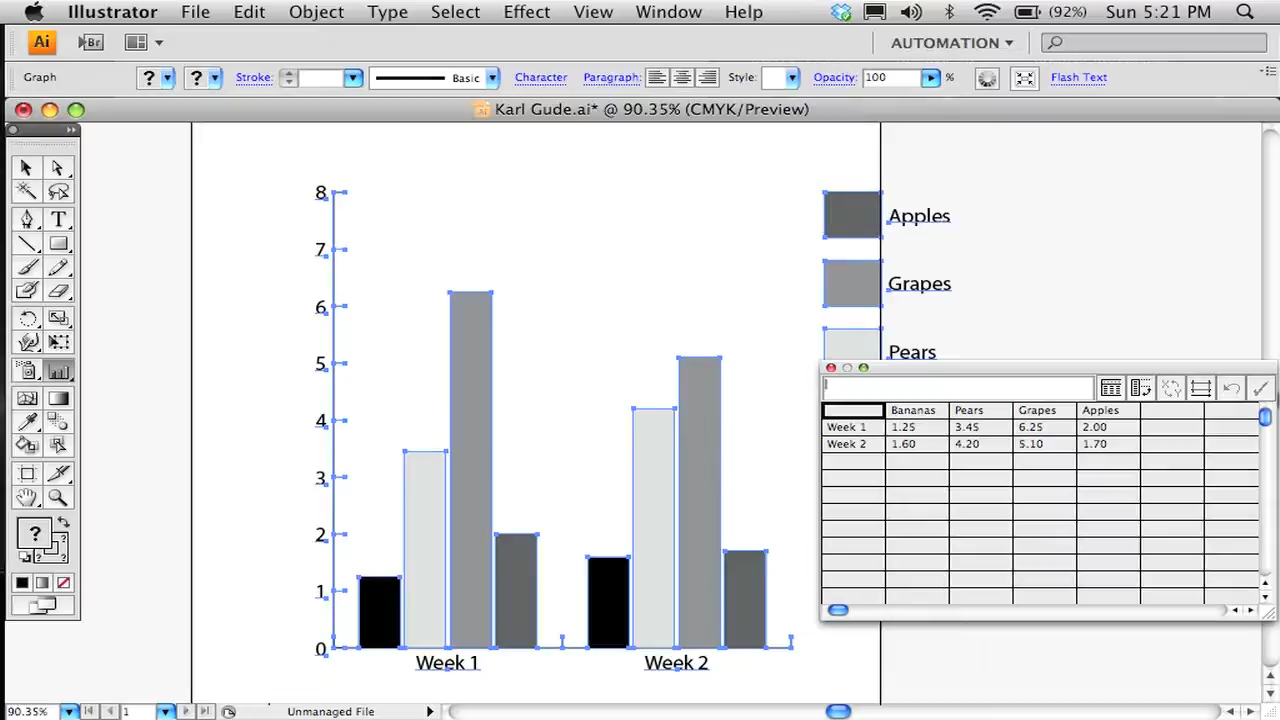 Illustrator File Edit Object Type Select Effect View Window Help (92%) Sun 5:21 PM
Ai Br AUTOMATION
Graph ? ? Stroke: Basic Character Paragraph: Style: Opacity: 100 % Flash Text
Karl Gude.ai* @ 90.35% (CMYK/Preview)
8
7
6
5
4
3
2
1
0
Week 1 Week 2
Apples
Grapes
Pears
Bananas Pears Grapes Apples
Week 1 1.25 3.45 6.25 2.00
Week 2 1.60 4.20 5.10 1.70
T
? ?
? ?
90.35% 1 Unmanaged File